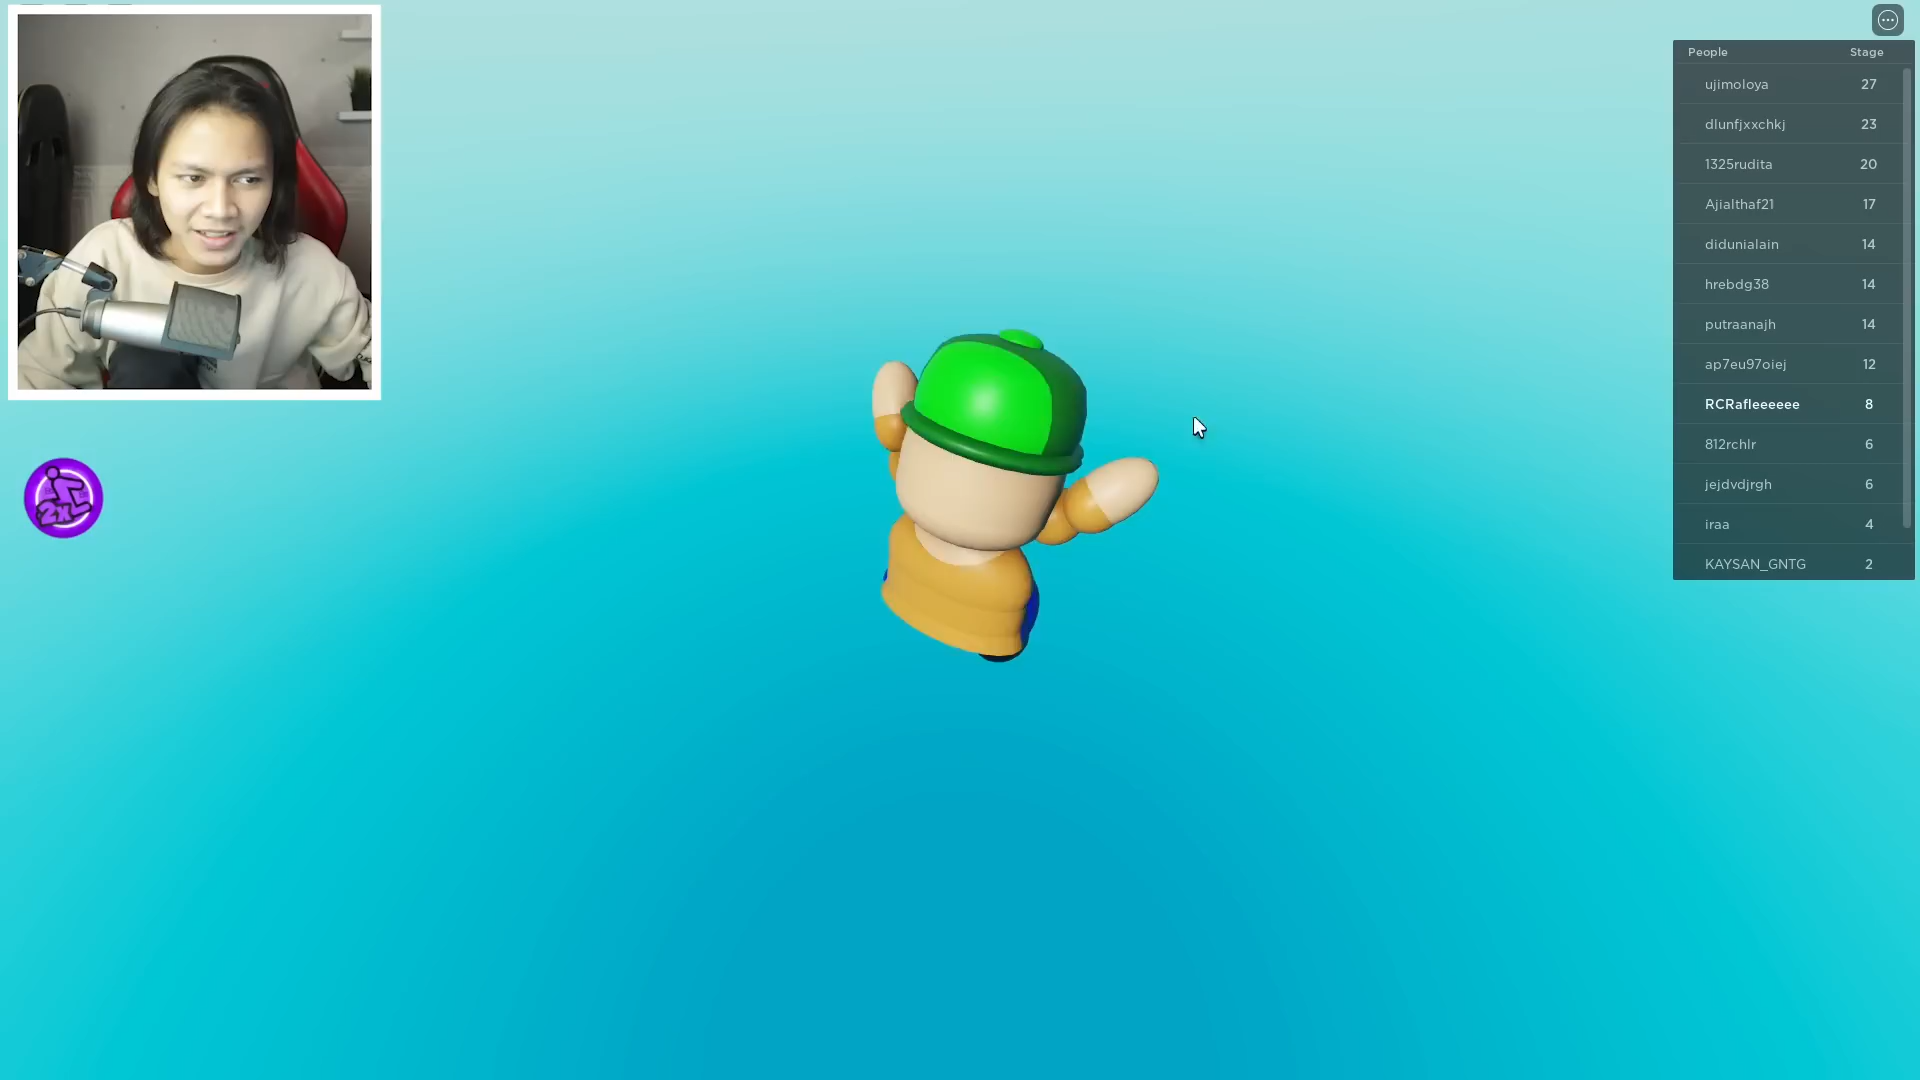 People Stage
ujimoloya 27
dlunfjxxchkj 23
1325rudita 20
Ajialthaf21 17
didunialain 14
hrebdg38 14
putraanajh 14
ap7eu97oiej 12
RCRafleeeeee 8
812rchlr 6
jejdvdjrgh 6
iraa 4
KAYSAN_GNTG 2
2x